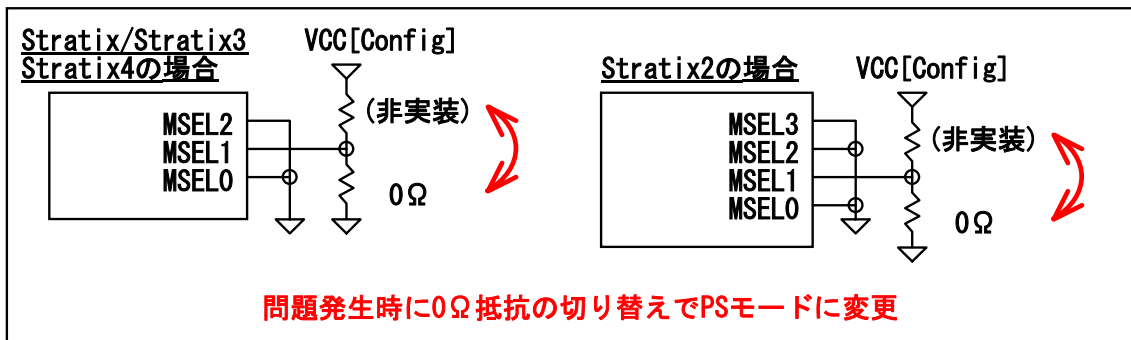 Stratix/Stratix3
Stratix4の場合
VCC[Config]
(非実装)
MSEL2
MSEL1
MSEL0
0Ω
Stratix2の場合
VCC[Config]
(非実装)
MSEL3
MSEL2
MSEL1
MSEL0
0Ω
問題発生時に0Ω抵抗の切り替えでPSモードに変更